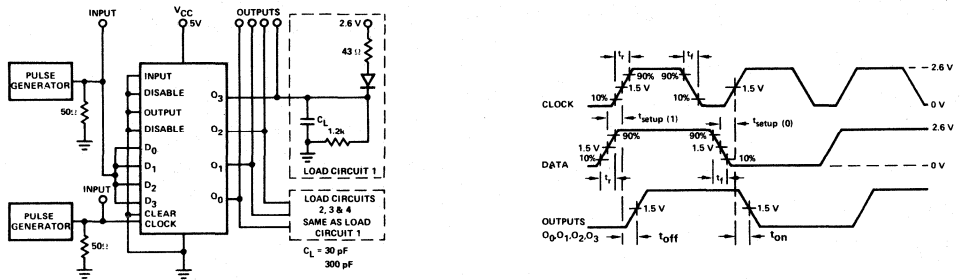 INPUT
VCC
5V
OUTPUTS
2.6 V
43 Ω
PULSE
GENERATOR
50Ω
INPUT
DISABLE
OUTPUT
DISABLE
D0
D1
D2
D3
CLEAR
CLOCK
O3
O2
O1
O0
CL
1.2k
LOAD CIRCUIT 1
INPUT
PULSE
GENERATOR
50Ω
LOAD CIRCUITS
2, 3 & 4
SAME AS LOAD
CIRCUIT 1
CL = 30 pF
300 pF
tr
tf
90%
90%
2.6 V
1.5 V
1.5 V
CLOCK
10%
10%
0 V
tsetup (1)
tsetup (0)
2.6 V
90%
90%
1.5 V
1.5 V
DATA
10%
10%
0 V
tr
tf
1.5 V
1.5 V
OUTPUTS
O0,O1,O2,O3
toff
ton